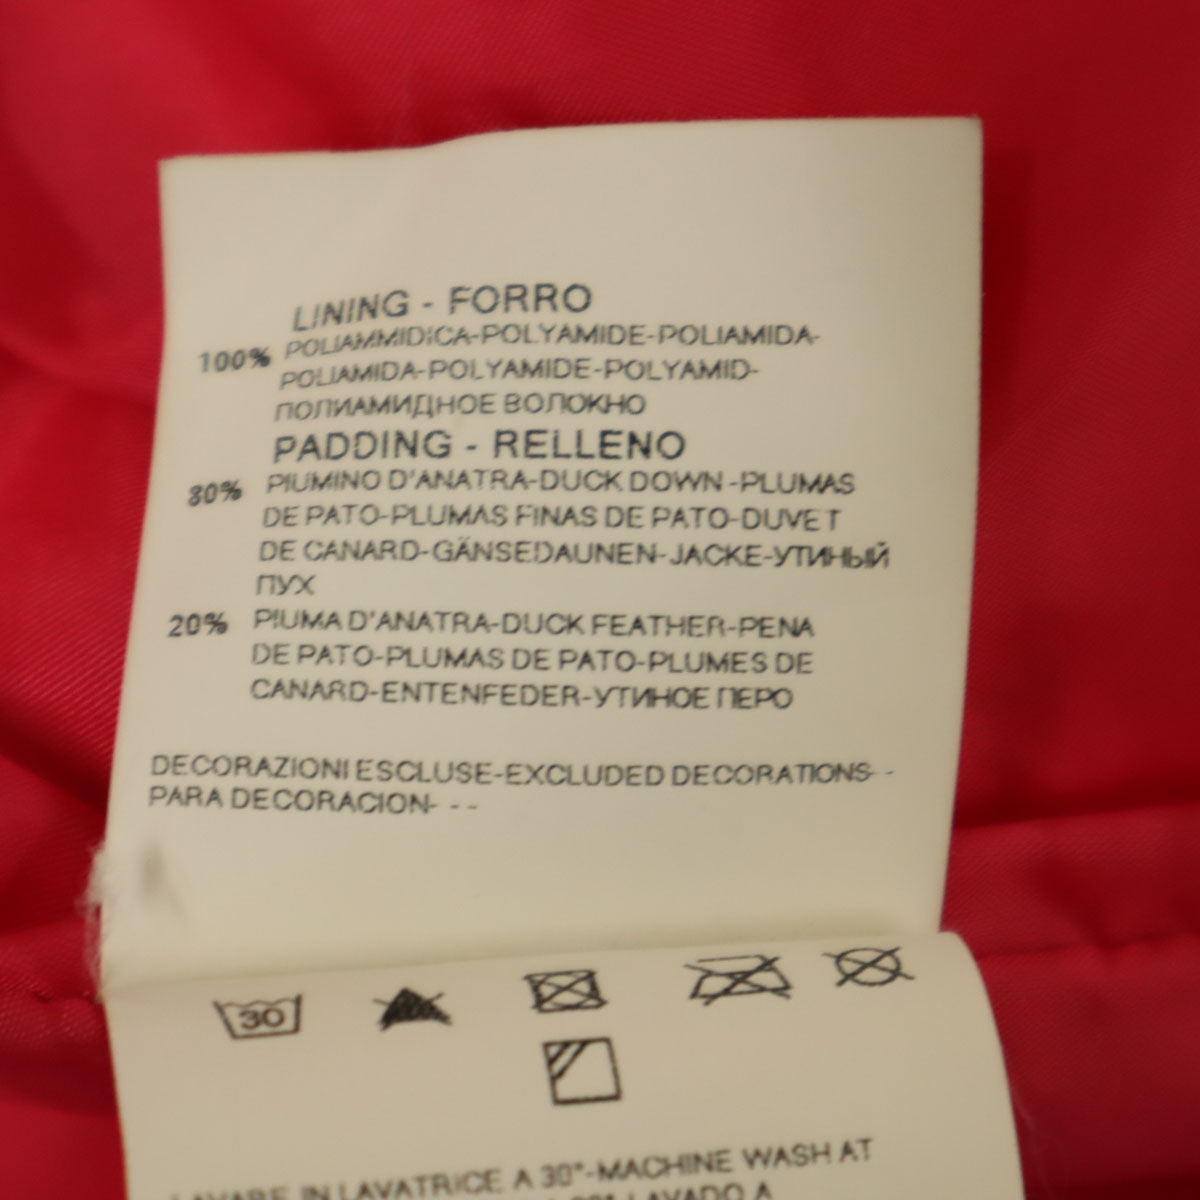 LINING - FORRO
100% POLIAMMIDICA-POLYAMIDE-POLIAMIDA-
POLIAMIDA-POLYAMIDE-POLYAMID-
ПОЛИАМИДНОЕ ВОЛОКНО
PADDING - RELLENO
80% PIUMINO D'ANATRA-DUCK DOWN -PLUMAS
DE PATO-PLUMAS FINAS DE PATO-DUVET
DE CANARD-GÄNSEDAUNEN-JACKE-УТИНЫЙ
ПУХ
20% PIUMA D'ANATRA-DUCK FEATHER-PENA
DE PATO-PLUMAS DE PATO-PLUMES DE
CANARD-ENTENFEDER-УТИНОЕ ПЕРО
DECORAZIONI ESCLUSE-EXCLUDED DECORATIONS- -
PARA DECORACION- - -
30
LAVARE IN LAVATRICE A 30°-MACHINE WASH AT
LAVADO A